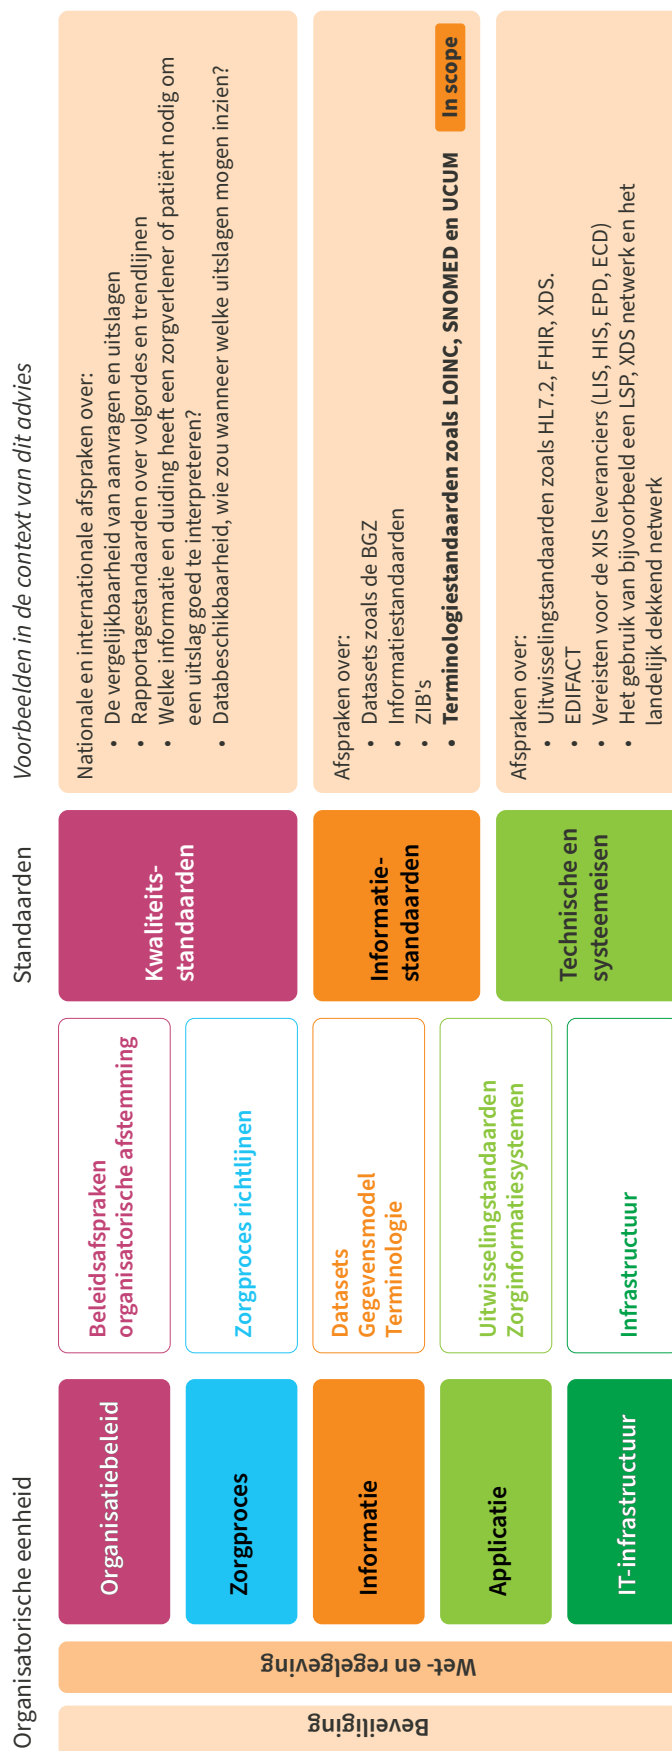 Organisatorische eenheid
Standaarden
Voorbeelden in de context van dit advies
Beveiliging
Wet- en regelgeving
Organisatiebeleid
Beleidsafspraken
organisatorische afstemming
Kwaliteits-
standaarden
Nationale en internationale afspraken over:
• De vergelijkbaarheid van aanvragen en uitslagen
• Rapportagestandaarden over volgordes en trendlijnen
• Welke informatie en duiding heeft een zorgverlener of patiënt nodig om
een uitslag goed te interpreteren?
• Databeschikbaarheid, wie zou wanneer welke uitslagen mogen inzien?
Zorgproces
Zorgproces richtlijnen
Informatie
Datasets
Gegevensmodel
Terminologie
Informatie-
standaarden
Afspraken over:
• Datasets zoals de BGZ
• Informatiestandaarden
• ZIB's
• Terminologiestandaarden zoals LOINC, SNOMED en UCUM
In scope
Applicatie
Uitwisselingstandaarden
Zorginformatiesystemen
Technische en
systeemeisen
Afspraken over:
• Uitwisselingstandaarden zoals HL7.2, FHIR, XDS.
EDIFACT
• Vereisten voor de XIS leveranciers (LIS, HIS, EPD, ECD)
• Het gebruik van bijvoorbeeld een LSP, XDS netwerk en het
landelijk dekkend netwerk
IT-infrastructuur
Infrastructuur